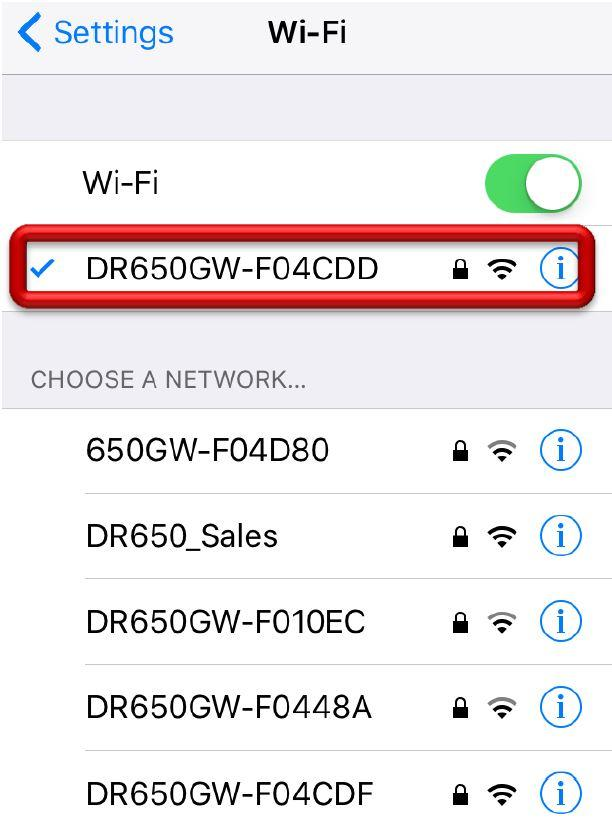 Settings
Wi-Fi
Wi-Fi
DR650GW-F04CDD
CHOOSE A NETWORK...
650GW-F04D80
DR650_Sales
DR650GW-F010EC
DR650GW-F0448A
DR650GW-F04CDF